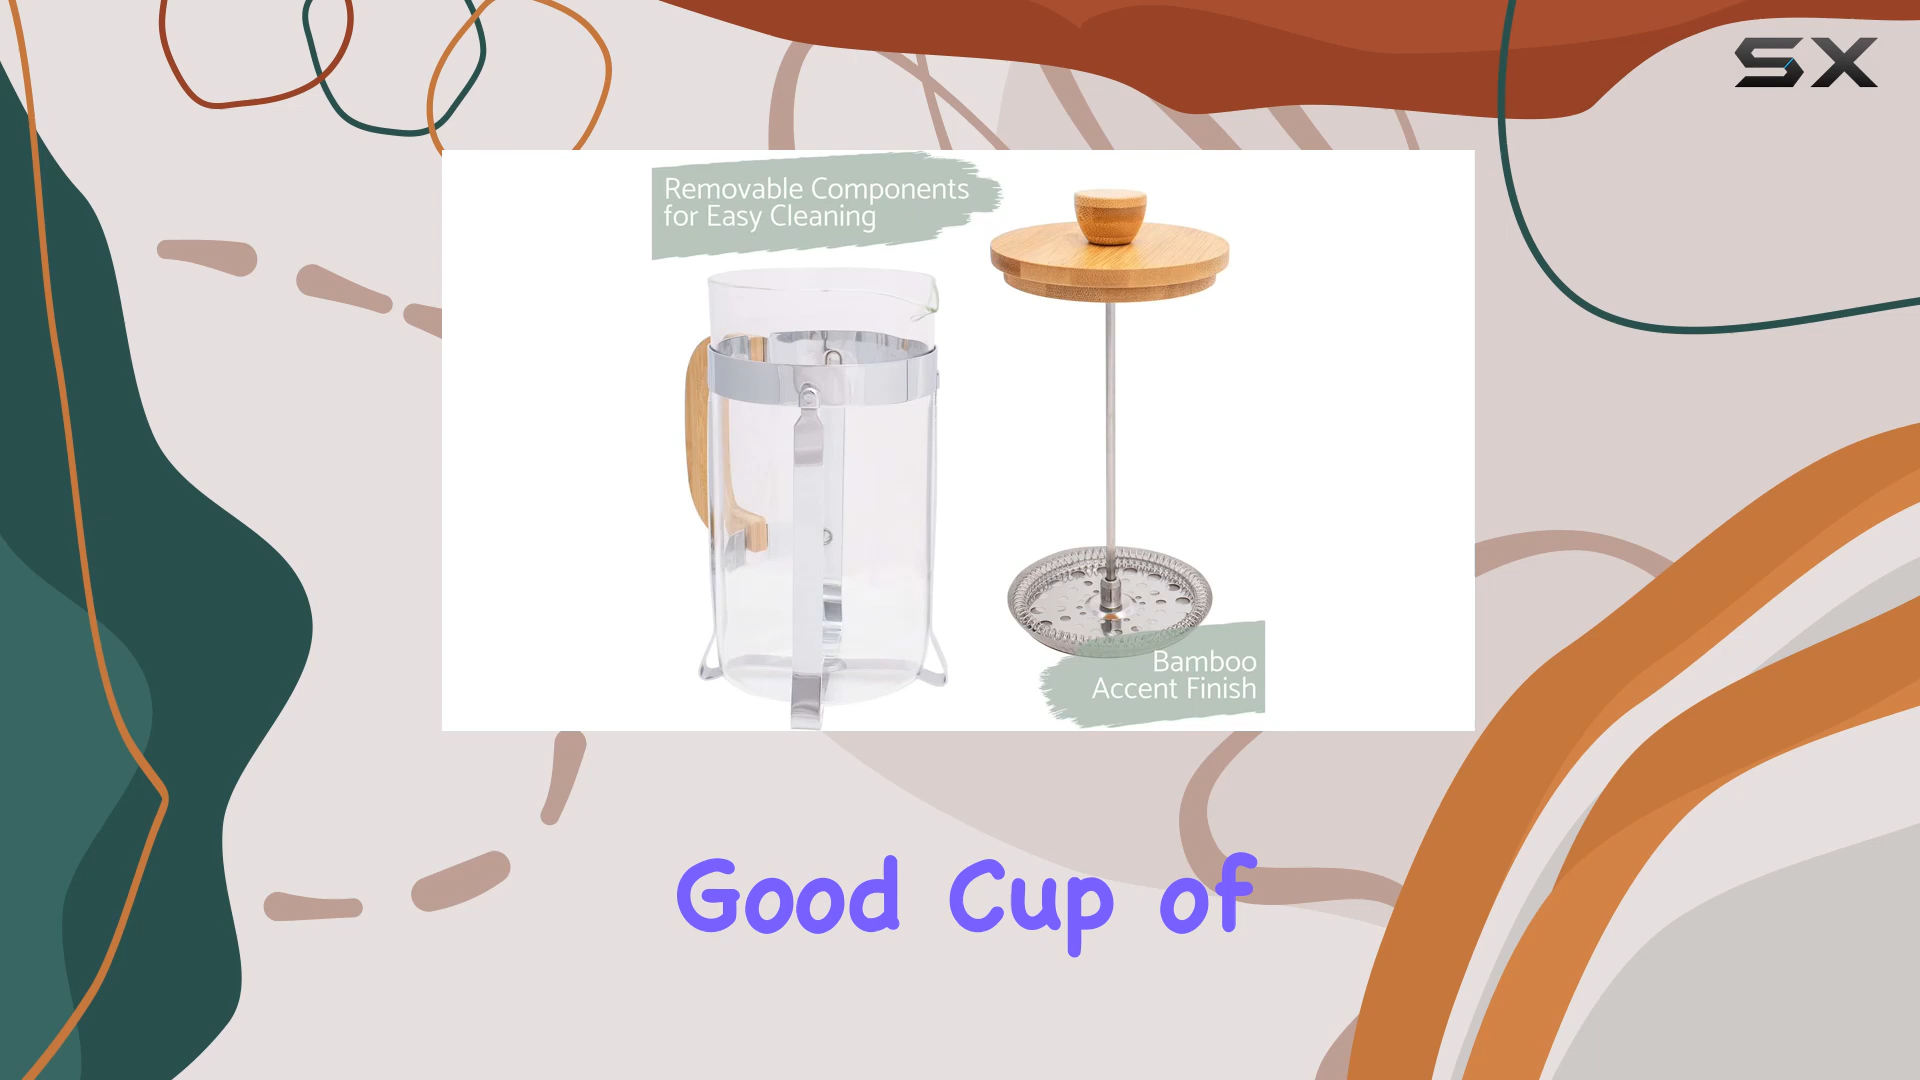 SX
Removable Components
for Easy Cleaning
Bamboo
Accent Finish
Good Cup of